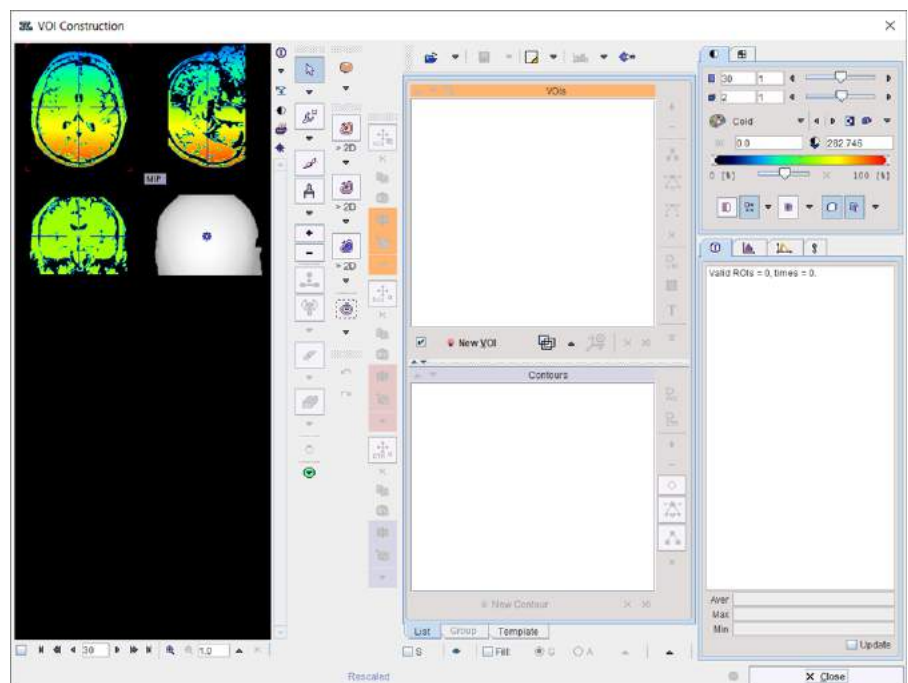 VOI Construction
VOIs
30
1
2
1
Cold
0.0
282.746
0 [%]
100 [%]
MIP
> 2D
> 2D
> 2D
Valid ROIs = 0, times = 0.
New VOI
Contours
New Contour
Aver
Max
Min
List
Group
Template
Update
30
1.0
S
Fill:
G
A
Rescaled
Close